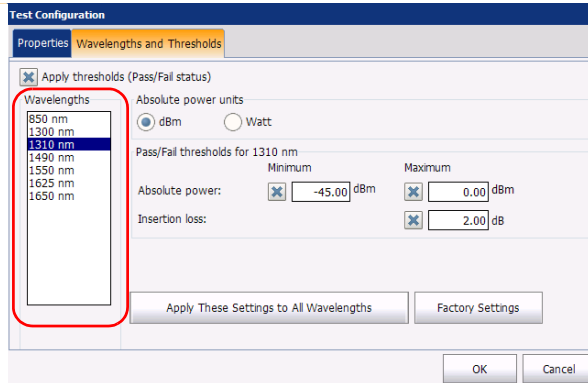 Test Configuration
Properties Wavelengths and Thresholds
Apply thresholds (Pass/Fail status)
Wavelengths
850 nm
1300 nm
1310 nm
1490 nm
1550 nm
1625 nm
1650 nm
Absolute power units
dBm Watt
Pass/Fail thresholds for 1310 nm
Minimum Maximum
Absolute power: -45.00 dBm 0.00 dBm
Insertion loss: 2.00 dB
Apply These Settings to All Wavelengths Factory Settings
OK Cancel